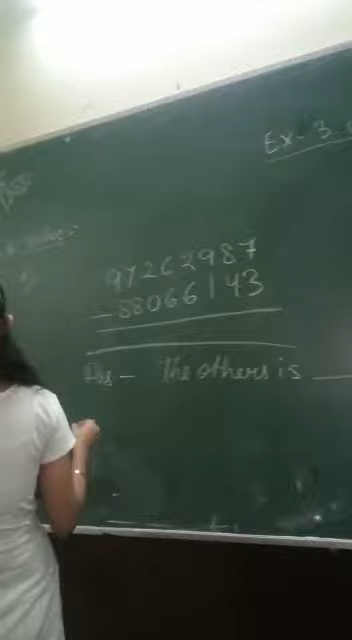 Ex-3.
97262987
- 88066143
Ans - The others is